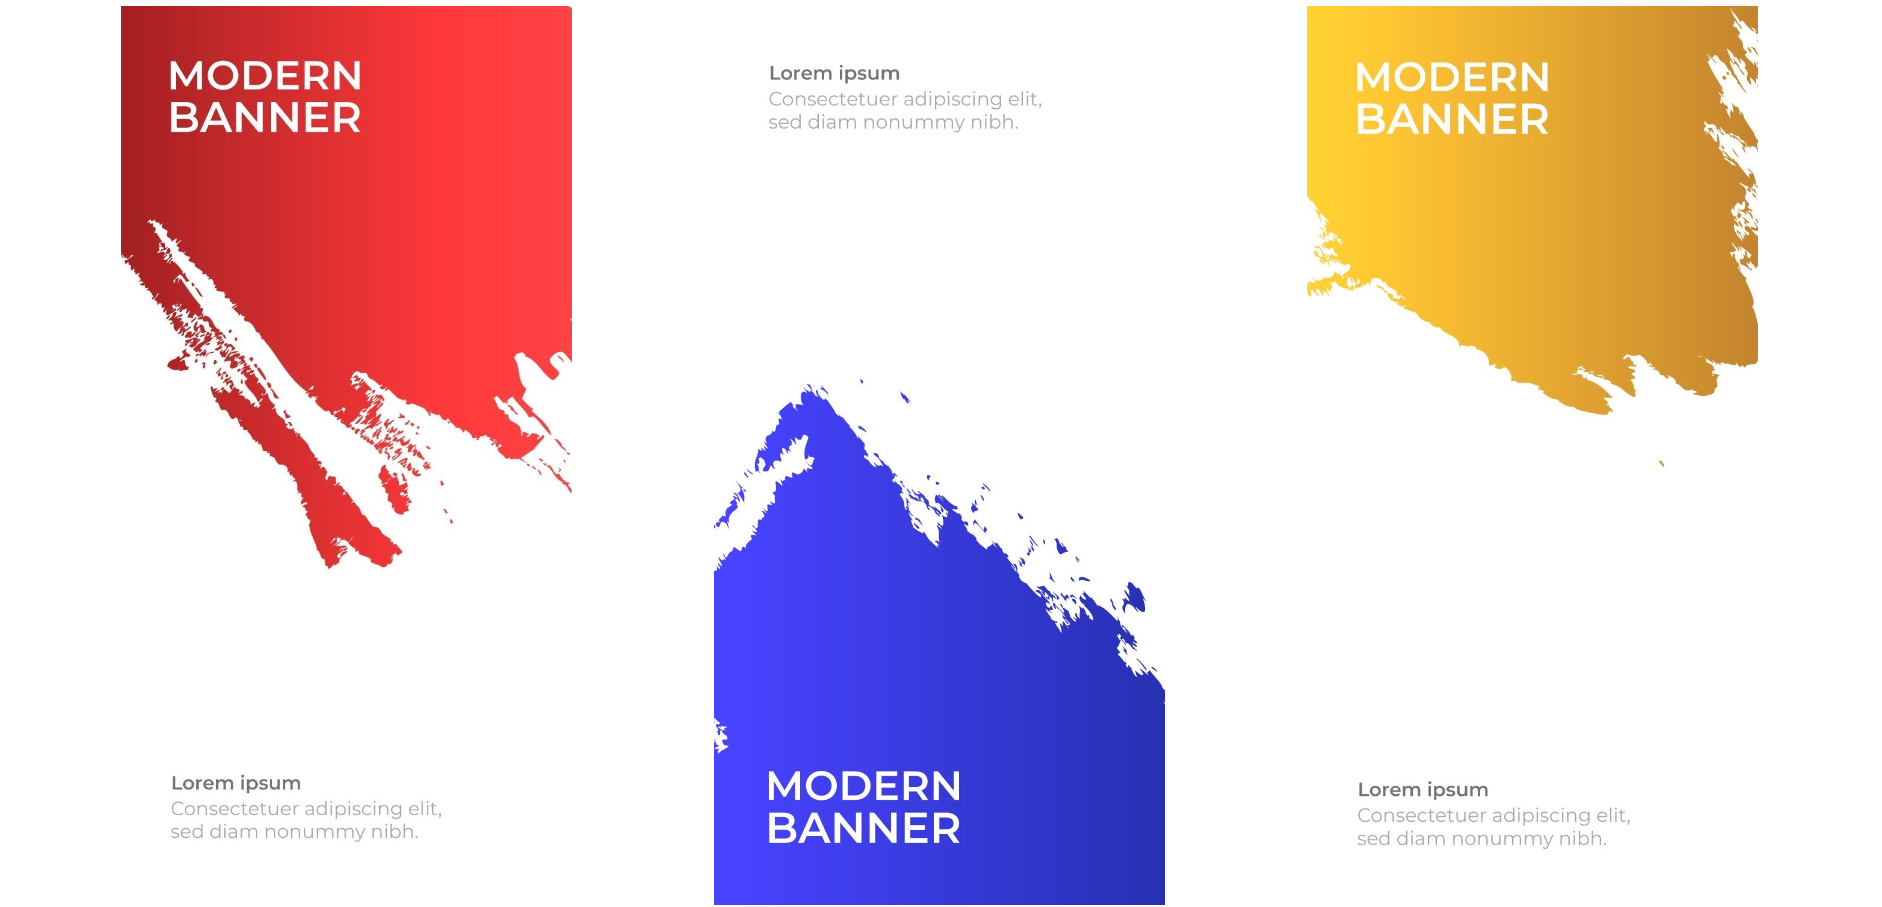 MODERN
BANNER
Lorem ipsum
Consectetuer adipiscing elit,
sed diam nonummy nibh.
Lorem ipsum
Consectetuer adipiscing elit,
sed diam nonummy nibh.
MODERN
BANNER
MODERN
BANNER
Lorem ipsum
Consectetuer adipiscing elit,
sed diam nonummy nibh.